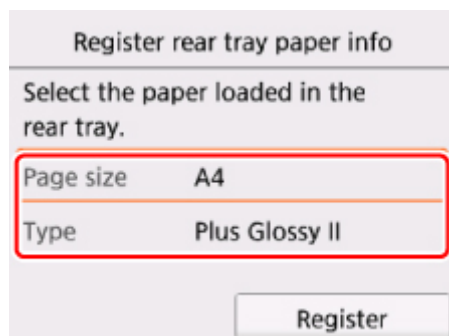 Register rear tray paper info
Select the paper loaded in the
rear tray.
Page size A4
Type Plus Glossy II
Register